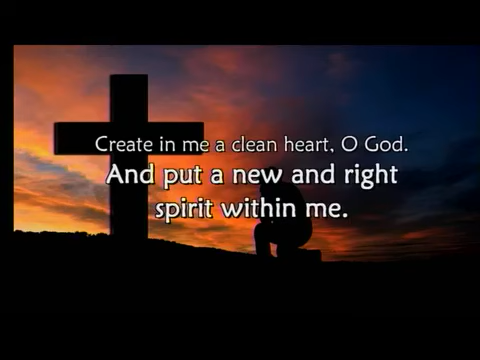 Create in me a clean heart, O God.
And put a new and right
spirit within me.